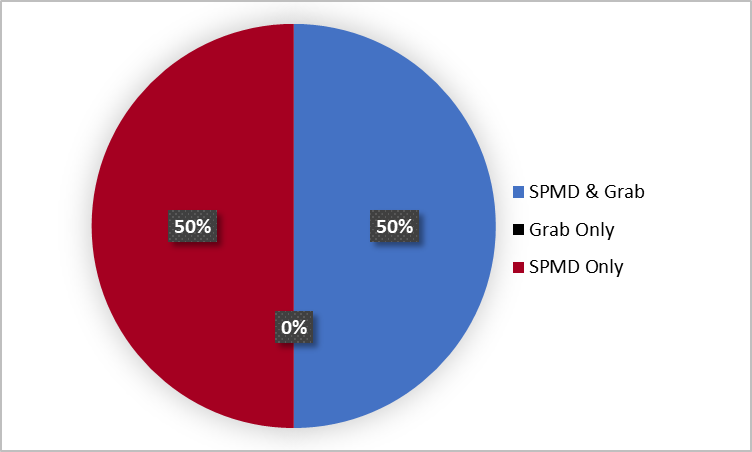 50%
50%
0%
SPMD & Grab
Grab Only
SPMD Only